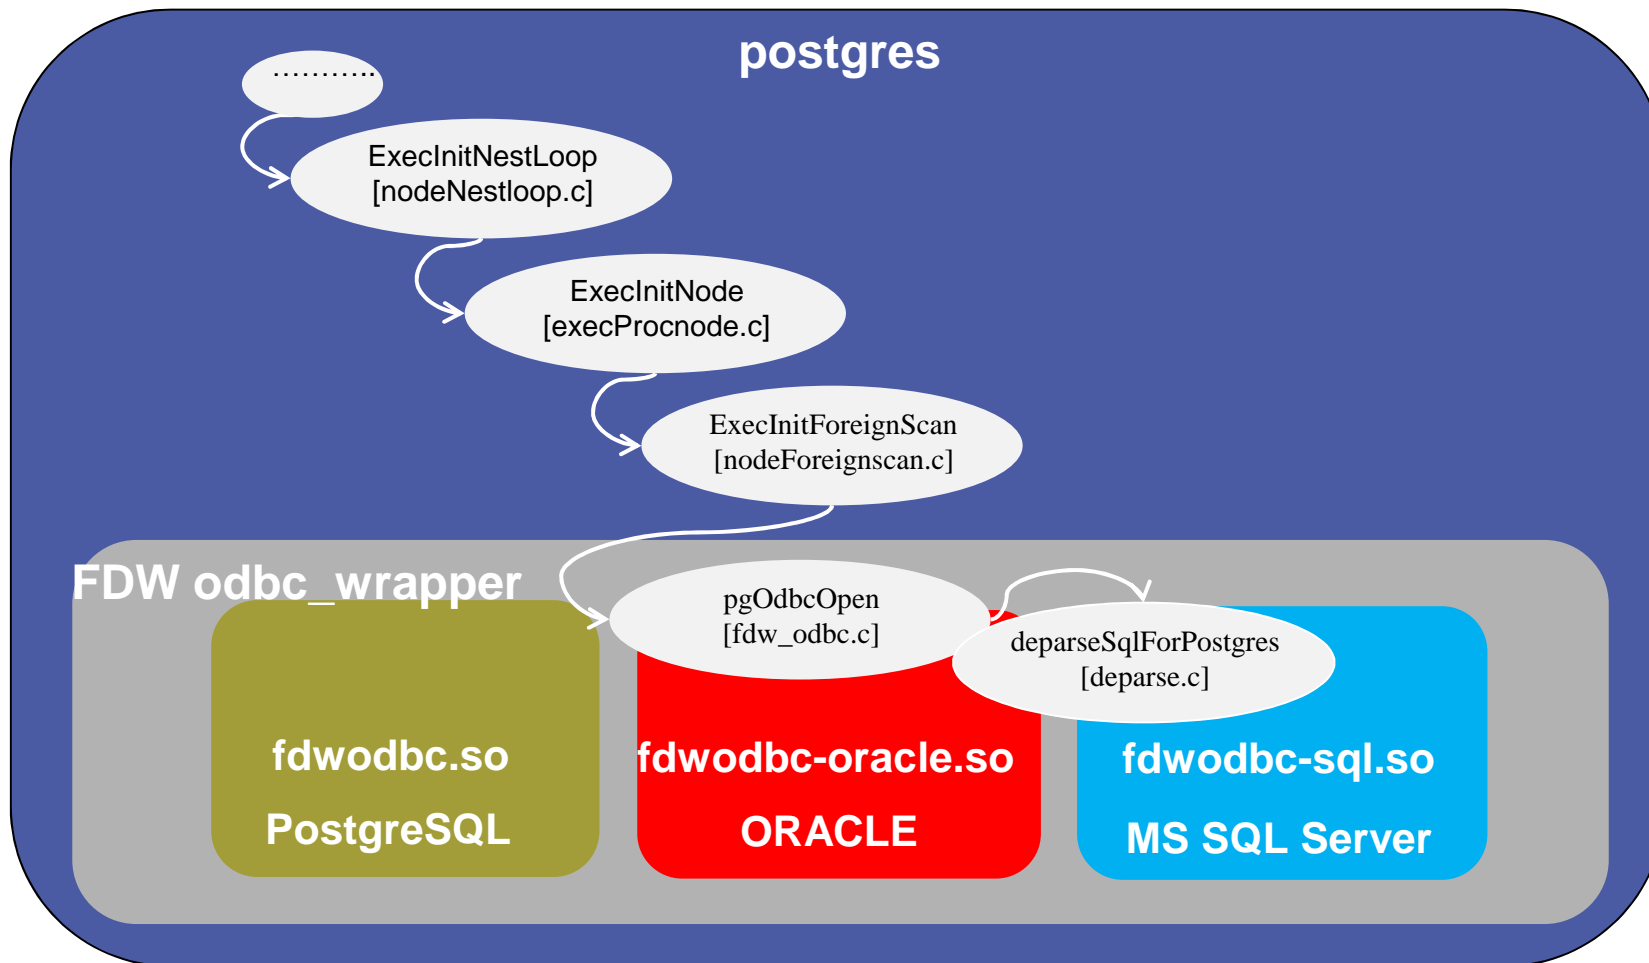 postgres
………..
ExecInitNestLoop
[nodeNestloop.c]
ExecInitNode
[execProcnode.c]
ExecInitForeignScan
[nodeForeignscan.c]
FDW odbc_wrapper
pgOdbcOpen
[fdw_odbc.c]
deparseSqlForPostgres
[deparse.c]
fdwodbc.so
PostgreSQL
fdwodbc-oracle.so
ORACLE
fdwodbc-sql.so
MS SQL Server